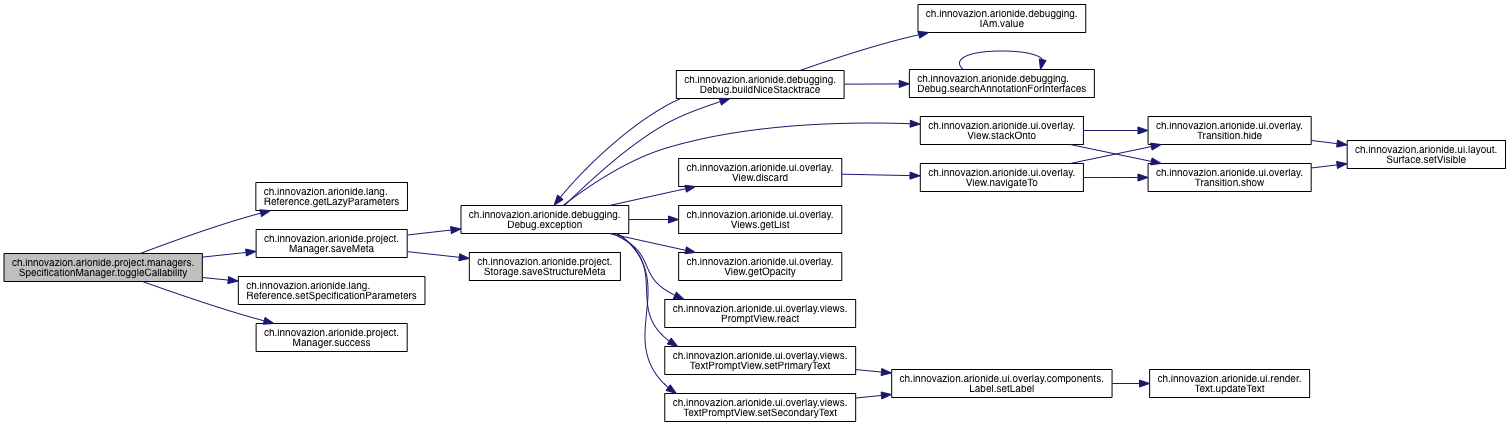 ch.innovazion.arionide.project.managers.
SpecificationManager.toggleCallability
ch.innovazion.arionide.lang.
Reference.getLazyParameters
ch.innovazion.arionide.project.
Manager.saveMeta
ch.innovazion.arionide.lang.
Reference.setSpecificationParameters
ch.innovazion.arionide.project.
Manager.success
ch.innovazion.arionide.debugging.
Debug.exception
ch.innovazion.arionide.project.
Storage.saveStructureMeta
ch.innovazion.arionide.debugging.
Debug.buildNiceStacktrace
ch.innovazion.arionide.ui.overlay.
View.discard
ch.innovazion.arionide.ui.overlay.
Views.getList
ch.innovazion.arionide.ui.overlay.
View.getOpacity
ch.innovazion.arionide.ui.overlay.views.
PromptView.react
ch.innovazion.arionide.ui.overlay.views.
TextPromptView.setPrimaryText
ch.innovazion.arionide.ui.overlay.views.
TextPromptView.setSecondaryText
ch.innovazion.arionide.debugging.
IAm.value
ch.innovazion.arionide.debugging.
Debug.searchAnnotationForInterfaces
ch.innovazion.arionide.ui.overlay.
View.stackOnto
ch.innovazion.arionide.ui.overlay.
View.navigateTo
ch.innovazion.arionide.ui.overlay.components.
Label.setLabel
ch.innovazion.arionide.ui.overlay.
Transition.hide
ch.innovazion.arionide.ui.overlay.
Transition.show
ch.innovazion.arionide.ui.render.
Text.updateText
ch.innovazion.arionide.ui.layout.
Surface.setVisible